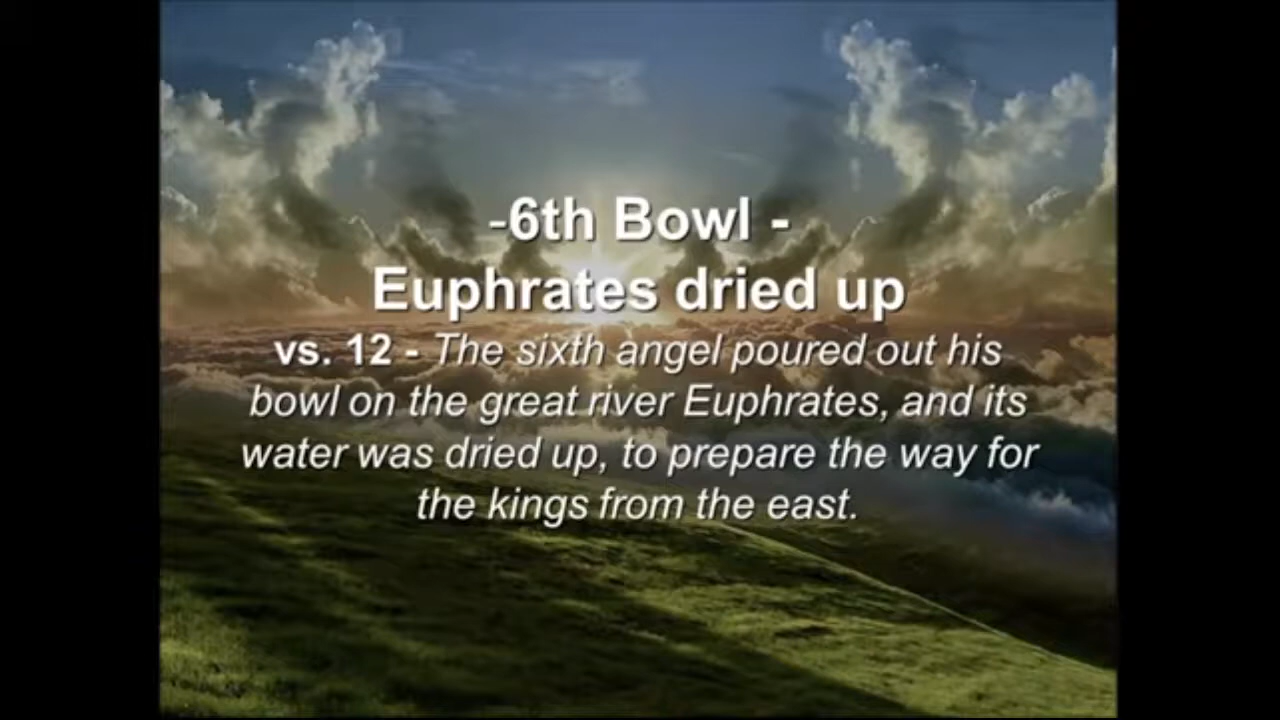 -6th Bowl -
Euphrates dried up
vs. 12 - The sixth angel poured out his
bowl on the great river Euphrates, and its
water was dried up, to prepare the way for
the kings from the east.